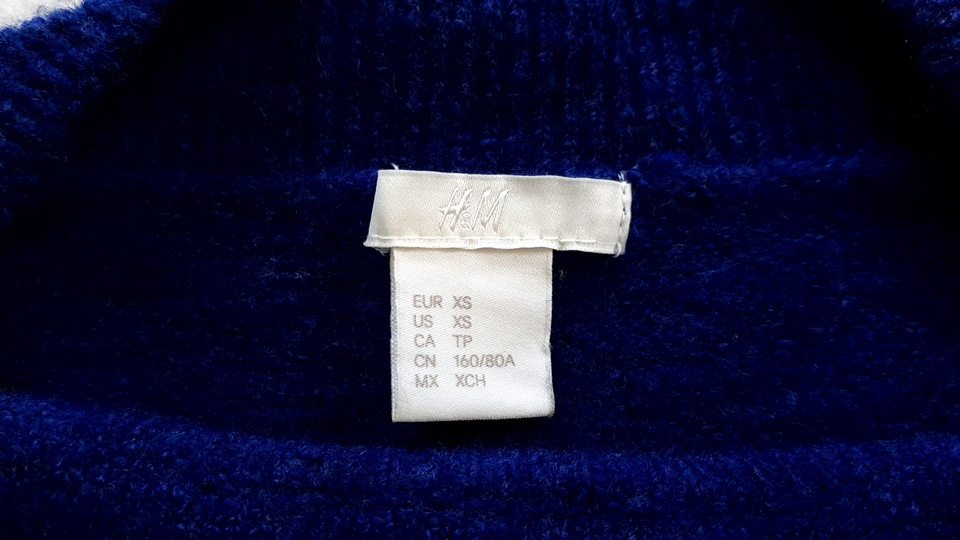 H&M
EUR XS
US XS
CA TP
CN 160/80A
MX XCH